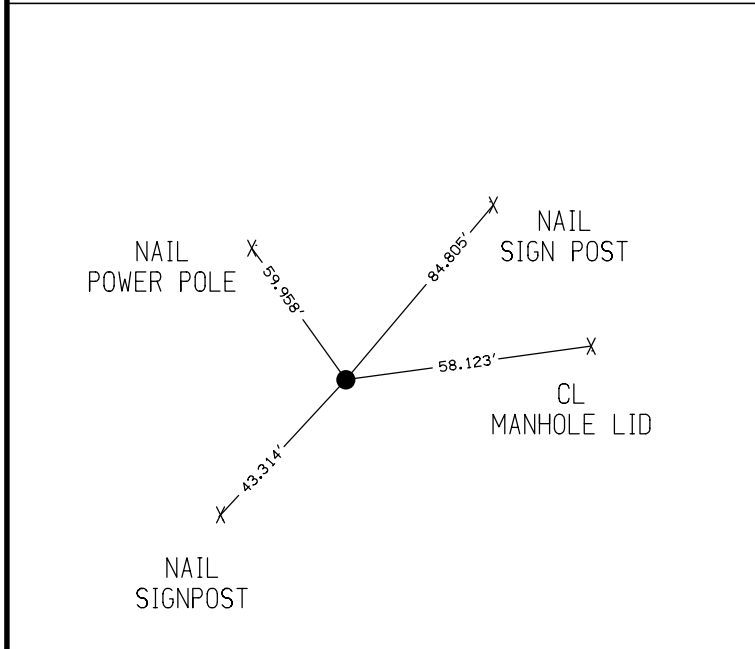 NAIL
SIGN POST
NAIL
POWER POLE
84.805'
59.958'
58.123'
CL
MANHOLE LID
43.314'
NAIL
SIGNPOST